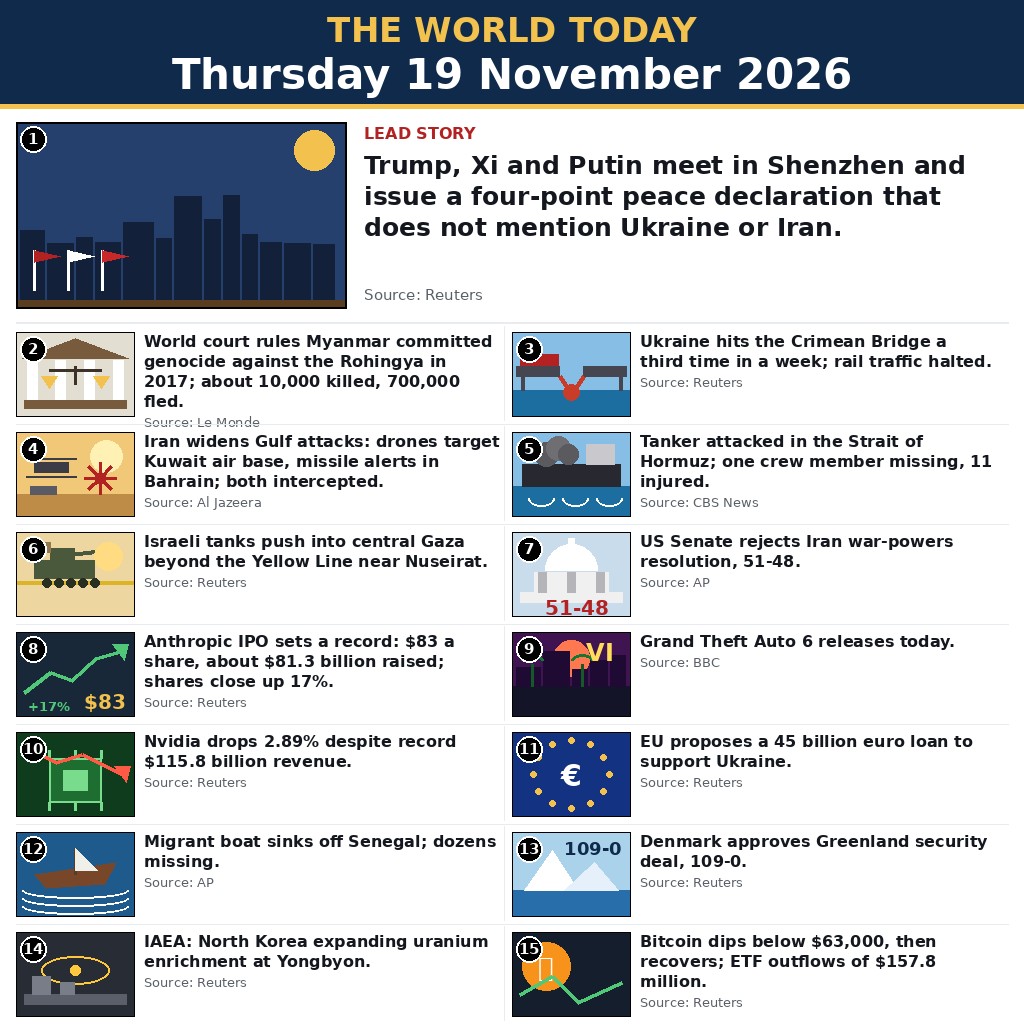 THE WORLD TODAY
Thursday 19 November 2026
1
LEAD STORY
Trump, Xi and Putin meet in Shenzhen and
issue a four-point peace declaration that
does not mention Ukraine or Iran.
Source: Reuters
2
World court rules Myanmar committed
genocide against the Rohingya in
2017; about 10,000 killed, 700,000
fled.
Source: Le Monde
3
Ukraine hits the Crimean Bridge a
third time in a week; rail traffic halted.
Source: Reuters
4
Iran widens Gulf attacks: drones target
Kuwait air base, missile alerts in
Bahrain; both intercepted.
Source: Al Jazeera
5
Tanker attacked in the Strait of
Hormuz; one crew member missing, 11
injured.
Source: CBS News
6
Israeli tanks push into central Gaza
beyond the Yellow Line near Nuseirat.
Source: Reuters
7
51-48
US Senate rejects Iran war-powers
resolution, 51-48.
Source: AP
8
+17% $83
Anthropic IPO sets a record: $83 a
share, about $81.3 billion raised;
shares close up 17%.
Source: Reuters
9
VI
Grand Theft Auto 6 releases today.
Source: BBC
10
Nvidia drops 2.89% despite record
$115.8 billion revenue.
Source: Reuters
11
€
EU proposes a 45 billion euro loan to
support Ukraine.
Source: Reuters
12
Migrant boat sinks off Senegal; dozens
missing.
Source: AP
13
109-0
Denmark approves Greenland security
deal, 109-0.
Source: Reuters
14
IAEA: North Korea expanding uranium
enrichment at Yongbyon.
Source: Reuters
15
Bitcoin dips below $63,000, then
recovers; ETF outflows of $157.8
million.
Source: Reuters